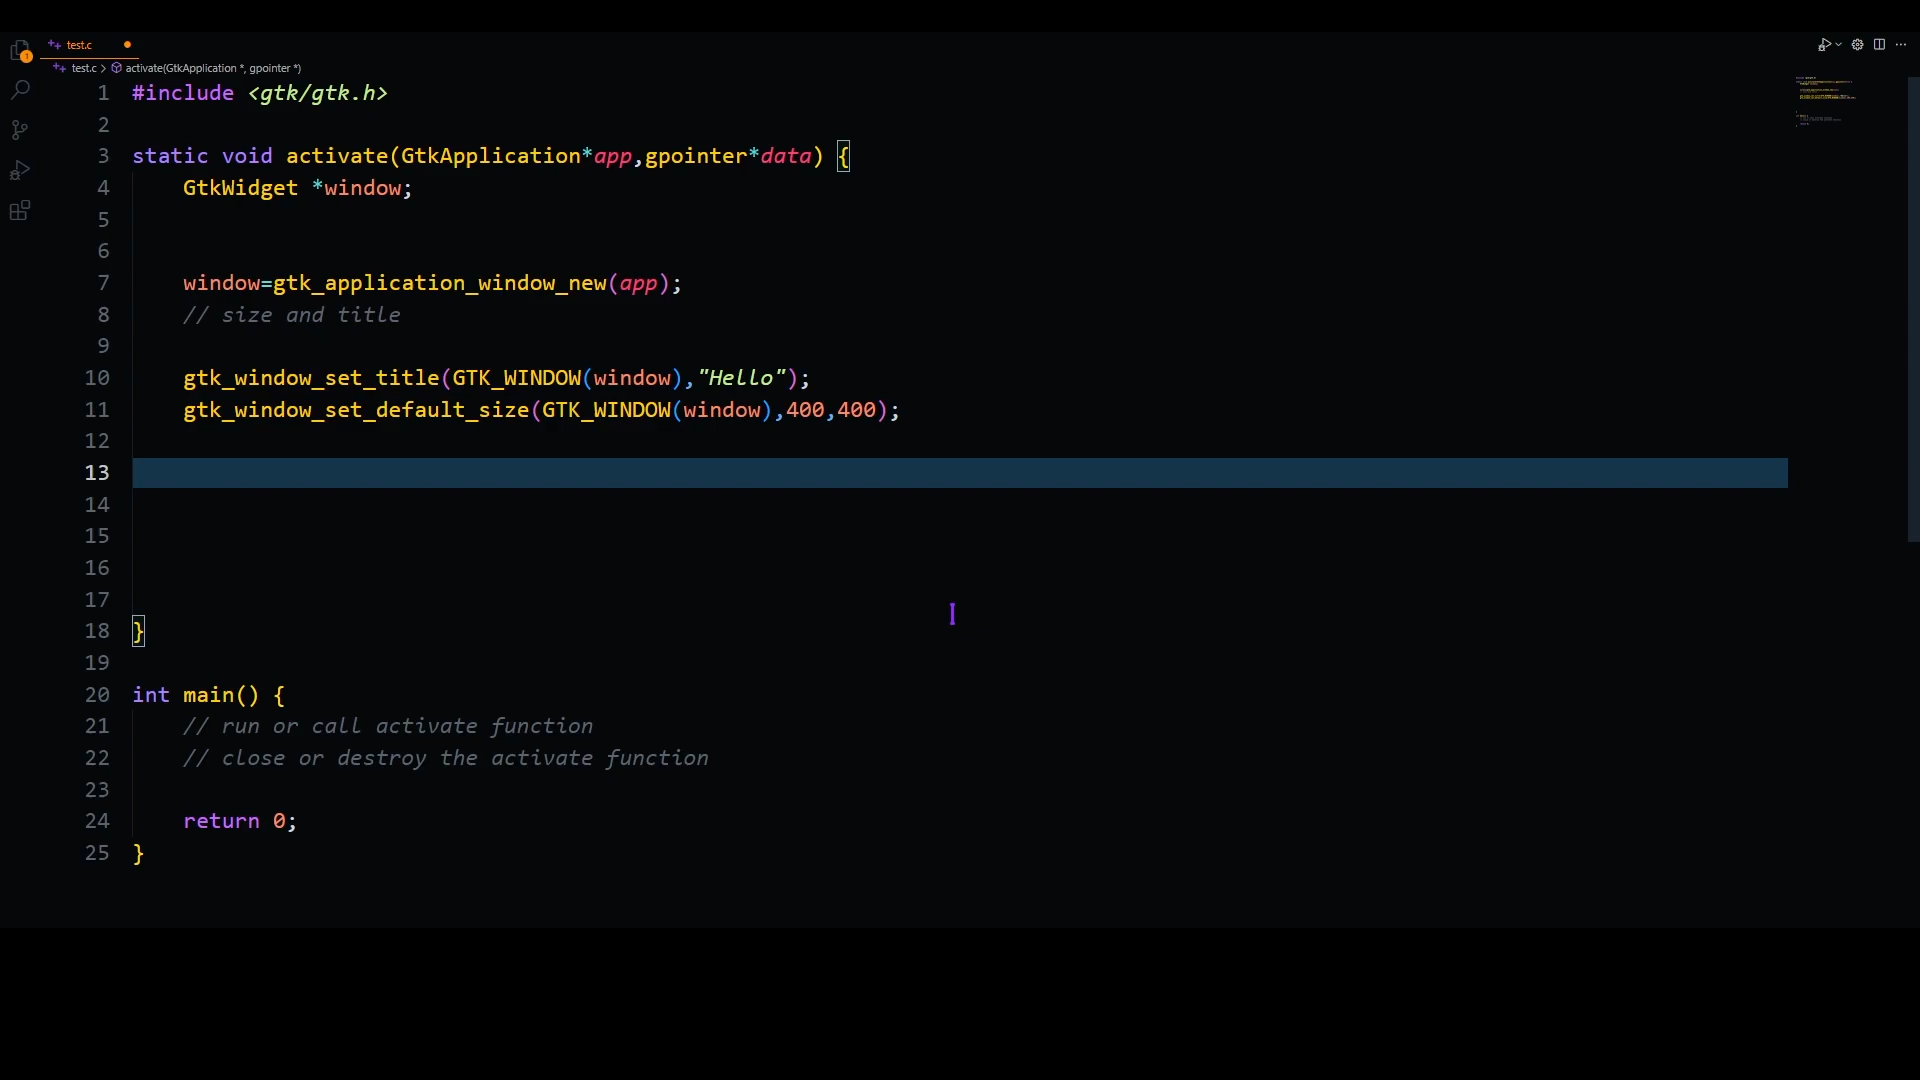 test.c
test.c > activate(GtkApplication *, gpointer *)
1 #include <gtk/gtk.h>
2
3 static void activate(GtkApplication*app,gpointer*data) {
4 GtkWidget *window;
5
6
7 window=gtk_application_window_new(app);
8 // size and title
9
10 gtk_window_set_title(GTK_WINDOW(window),"Hello");
11 gtk_window_set_default_size(GTK_WINDOW(window),400,400);
12
13
14
15
16
17
18 }
19
20 int main() {
21 // run or call activate function
22 // close or destroy the activate function
23
24 return 0;
25 }